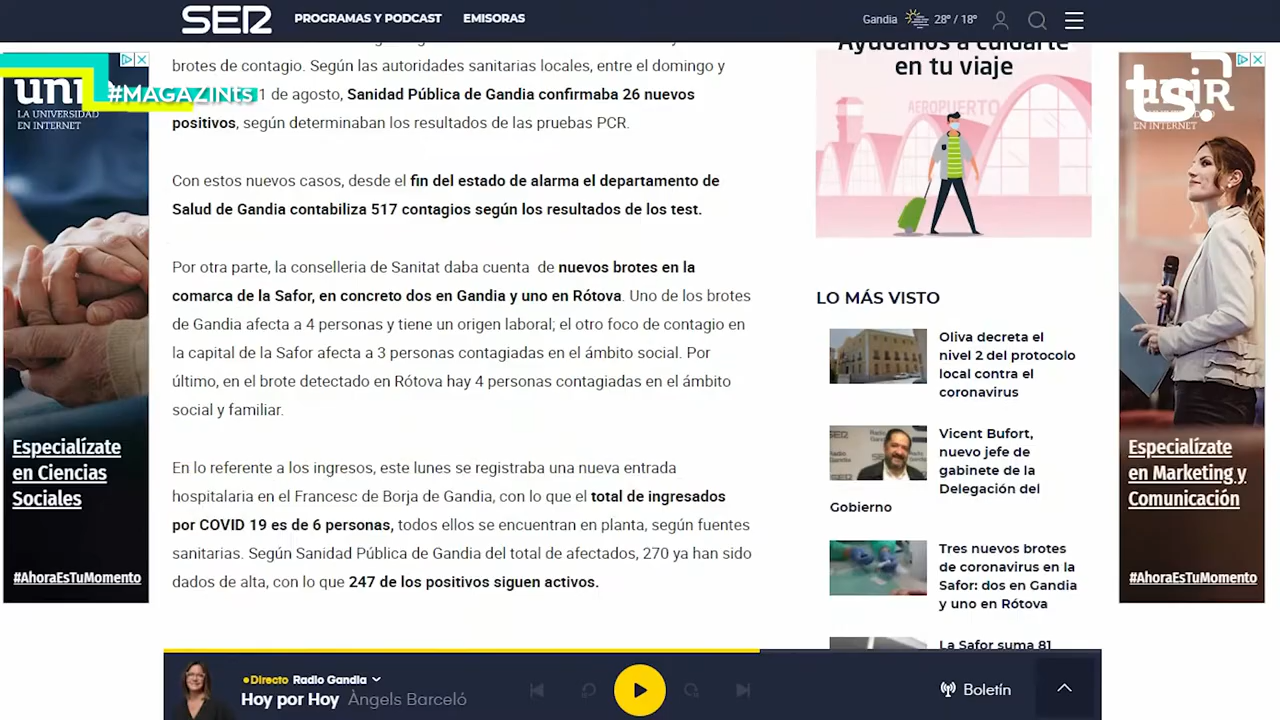 SER
PROGRAMAS Y PODCAST
EMISORAS
Gandia
28º / 18º
brotes de contagio. Según las autoridades sanitarias locales, entre el domingo y
1 de agosto, Sanidad Pública de Gandia confirmaba 26 nuevos
positivos, según determinaban los resultados de las pruebas PCR.
Con estos nuevos casos, desde el fin del estado de alarma el departamento de
Salud de Gandia contabiliza 517 contagios según los resultados de los test.
Por otra parte, la conselleria de Sanitat daba cuenta de nuevos brotes en la
comarca de la Safor, en concreto dos en Gandia y uno en Rótova. Uno de los brotes
de Gandia afecta a 4 personas y tiene un origen laboral; el otro foco de contagio en
la capital de la Safor afecta a 3 personas contagiadas en el ámbito social. Por
último, en el brote detectado en Rótova hay 4 personas contagiadas en el ámbito
social y familiar.
En lo referente a los ingresos, este lunes se registraba una nueva entrada
hospitalaria en el Francesc de Borja de Gandia, con lo que el total de ingresados
por COVID 19 es de 6 personas, todos ellos se encuentran en planta, según fuentes
sanitarias. Según Sanidad Pública de Gandia del total de afectados, 270 ya han sido
dados de alta, con lo que 247 de los positivos siguen activos.
#MAGAZINts
LA UNIVERSIDAD
EN INTERNET
Especialízate
en Ciencias
Sociales
#AhoraEsTuMomento
Ayúdanos a cuidarte
en tu viaje
AEROPUERTO
LO MÁS VISTO
Oliva decreta el
nivel 2 del protocolo
local contra el
coronavirus
Vicent Bufort,
nuevo jefe de
gabinete de la
Delegación del
Gobierno
Tres nuevos brotes
de coronavirus en la
Safor: dos en Gandia
y uno en Rótova
La Safor suma 81
ts.
EN INTERNET
Especialízate
en Marketing y
Comunicación
#AhoraEsTuMomento
Directo Radio Gandia
Hoy por Hoy Àngels Barceló
Boletín